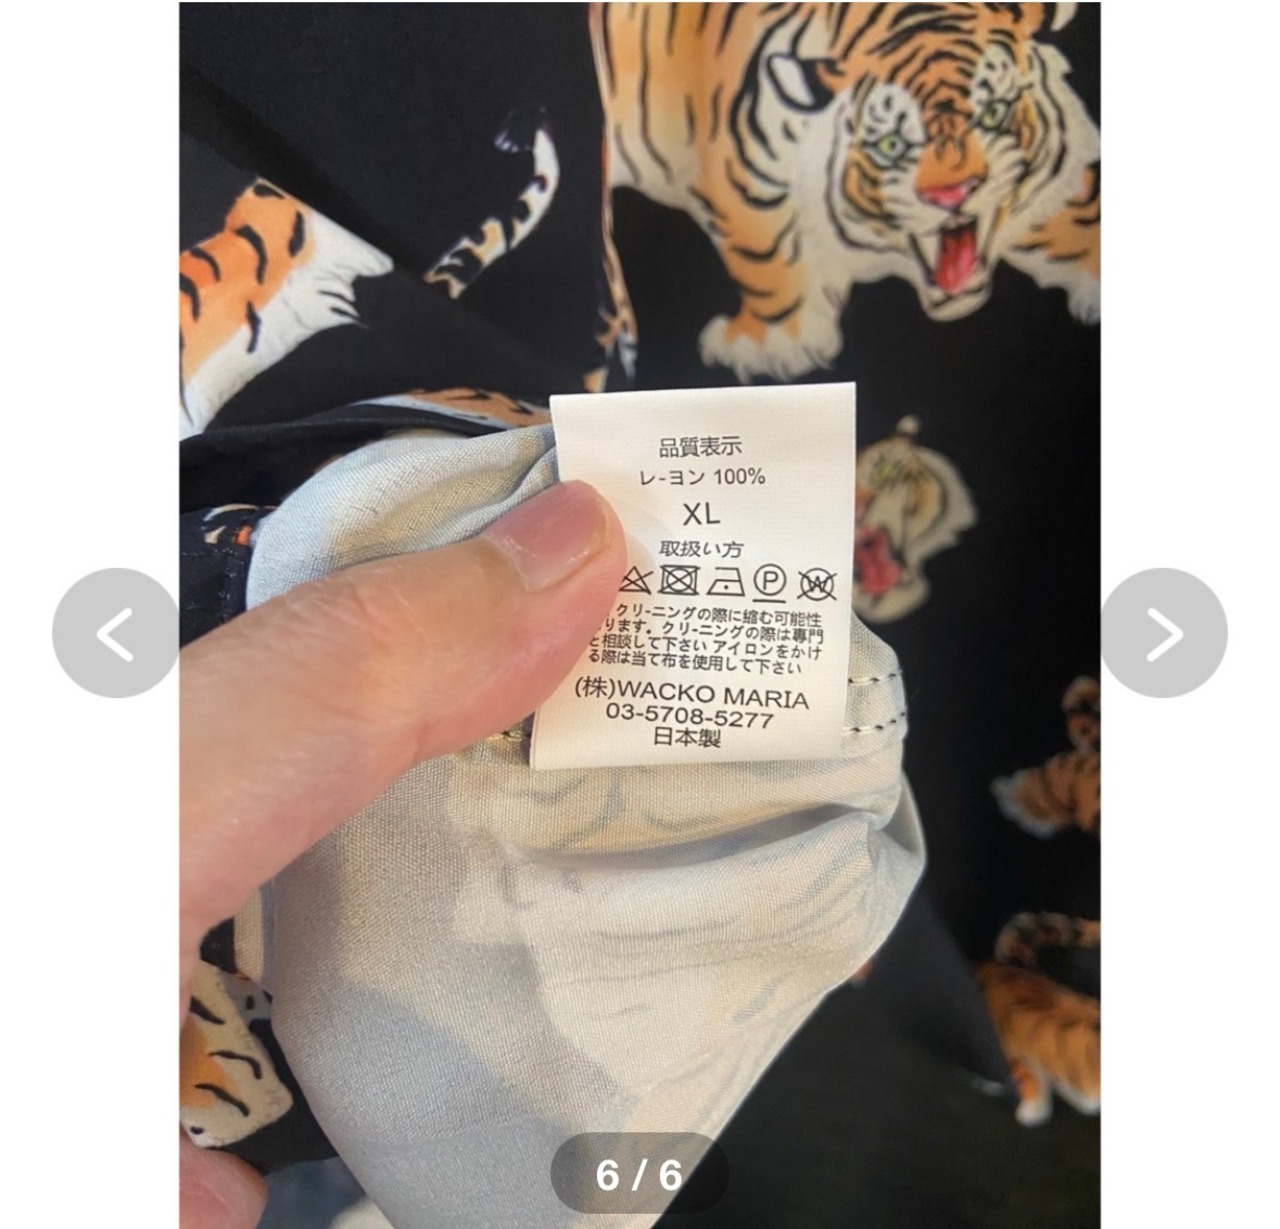 品質表示
レ-ヨン 100%
XL
取扱い方
P W
クリ-ニングの際に縮む可能性
ります。クリ-ニングの際は専門
と相談して下さい アイロンをかけ
る際は当て布を使用して下さい
(株)WACKO MARIA
03-5708-5277
日本製
6 / 6